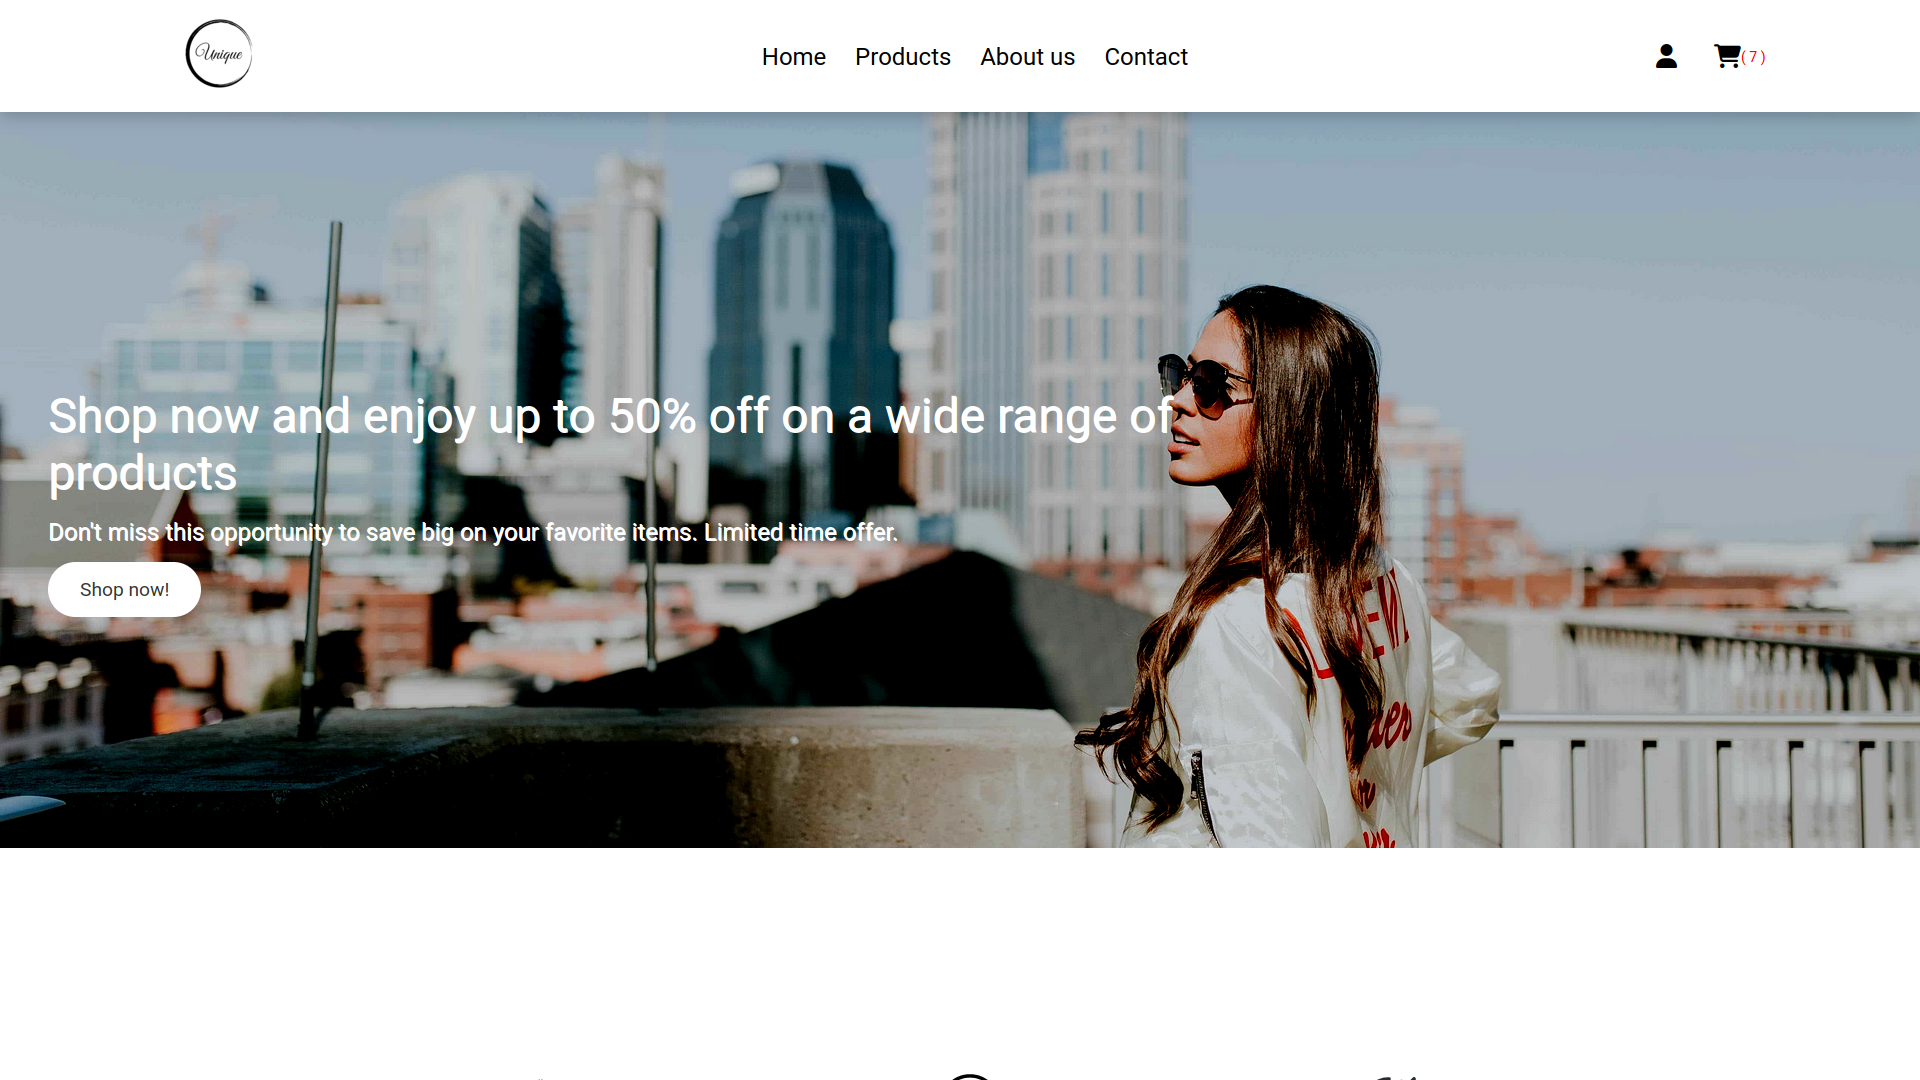 Unique
Home
Products
About us
Contact
( 7 )
Shop now and enjoy up to 50% off on a wide range of
products
Don't miss this opportunity to save big on your favorite items. Limited time offer.
Shop now!